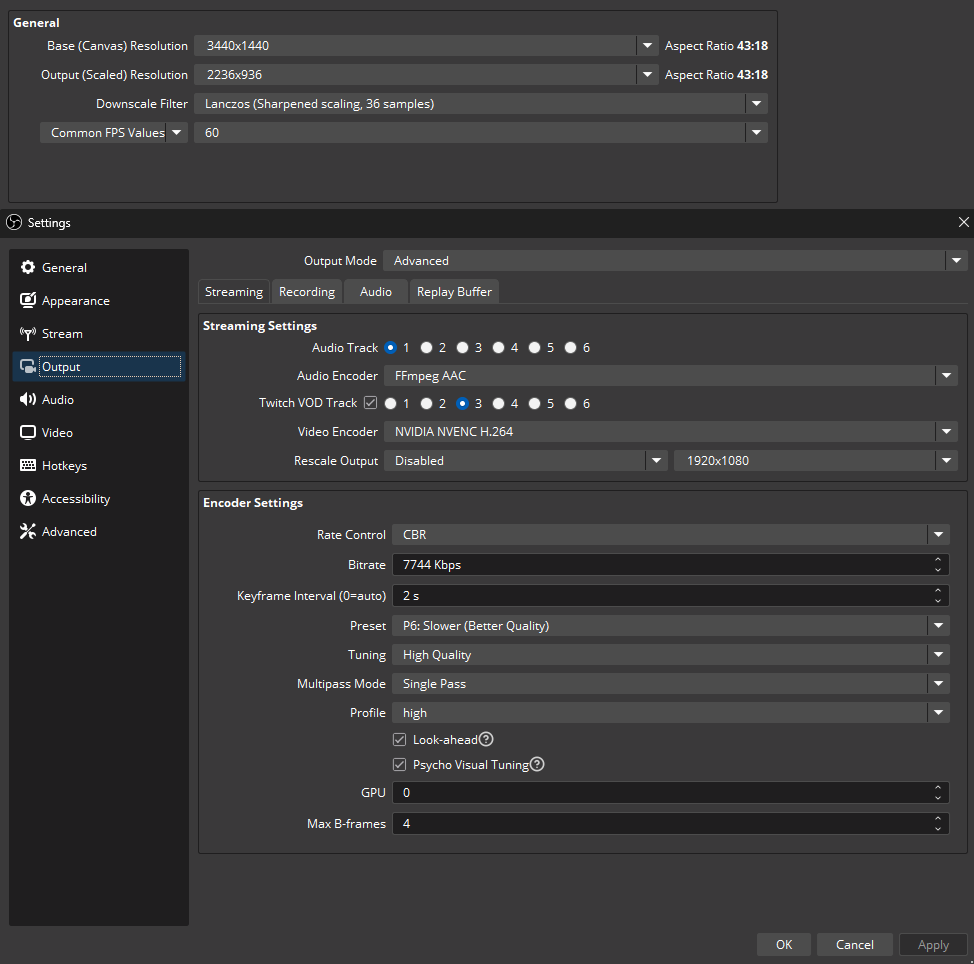 General
Base (Canvas) Resolution 3440x1440 Aspect Ratio 43:18
Output (Scaled) Resolution 2236x936 Aspect Ratio 43:18
Downscale Filter Lanczos (Sharpened scaling, 36 samples)
Common FPS Values 60
Settings
General
Appearance
Stream
Output
Audio
Video
Hotkeys
Accessibility
Advanced
Output Mode Advanced
Streaming Recording Audio Replay Buffer
Streaming Settings
Audio Track 1 2 3 4 5 6
Audio Encoder FFmpeg AAC
Twitch VOD Track 1 2 3 4 5 6
Video Encoder NVIDIA NVENC H.264
Rescale Output Disabled 1920x1080
Encoder Settings
Rate Control CBR
Bitrate 7744 Kbps
Keyframe Interval (0=auto) 2 s
Preset P6: Slower (Better Quality)
Tuning High Quality
Multipass Mode Single Pass
Profile high
Look-ahead ?
Psycho Visual Tuning ?
GPU 0
Max B-frames 4
OK Cancel Apply